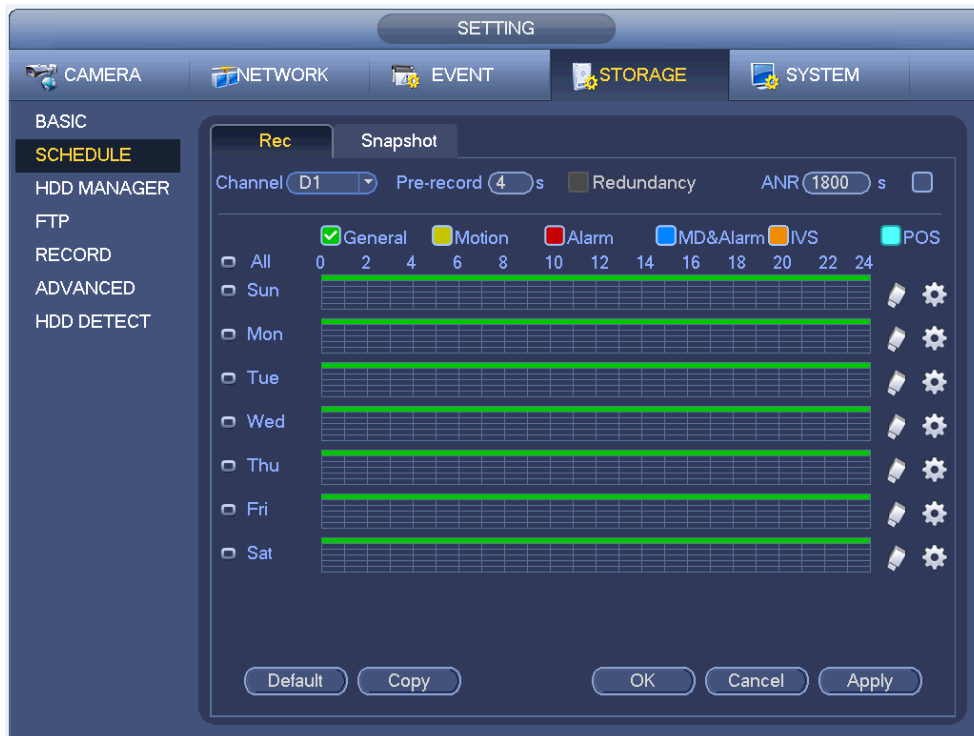 SETTING
CAMERA NETWORK EVENT STORAGE SYSTEM
BASIC
SCHEDULE
HDD MANAGER
FTP
RECORD
ADVANCED
HDD DETECT
Rec Snapshot
Channel D1 Pre-record 4 s Redundancy ANR 1800 s
General Motion Alarm MD&Alarm IVS POS
All 0 2 4 6 8 10 12 14 16 18 20 22 24
Sun
Mon
Tue
Wed
Thu
Fri
Sat
Default Copy OK Cancel Apply